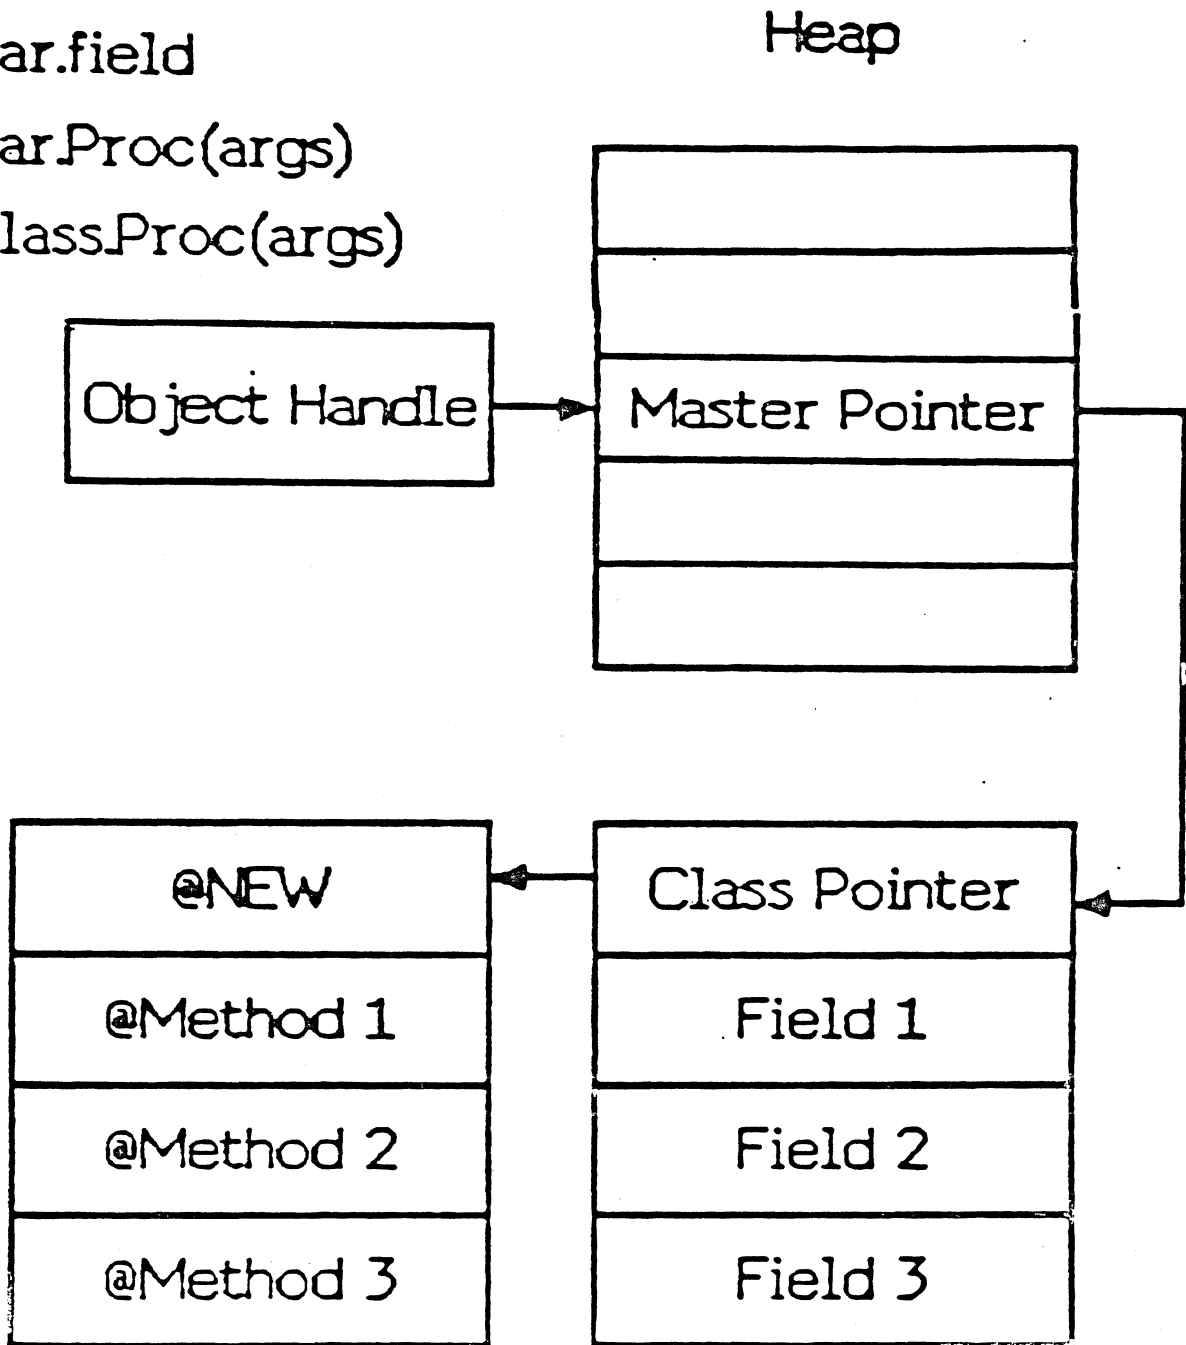 ar.field
ar.Proc(args)
lass.Proc(args)
Heap
Object Handle
Master Pointer
@NEW
@Method 1
@Method 2
@Method 3
Class Pointer
Field 1
Field 2
Field 3